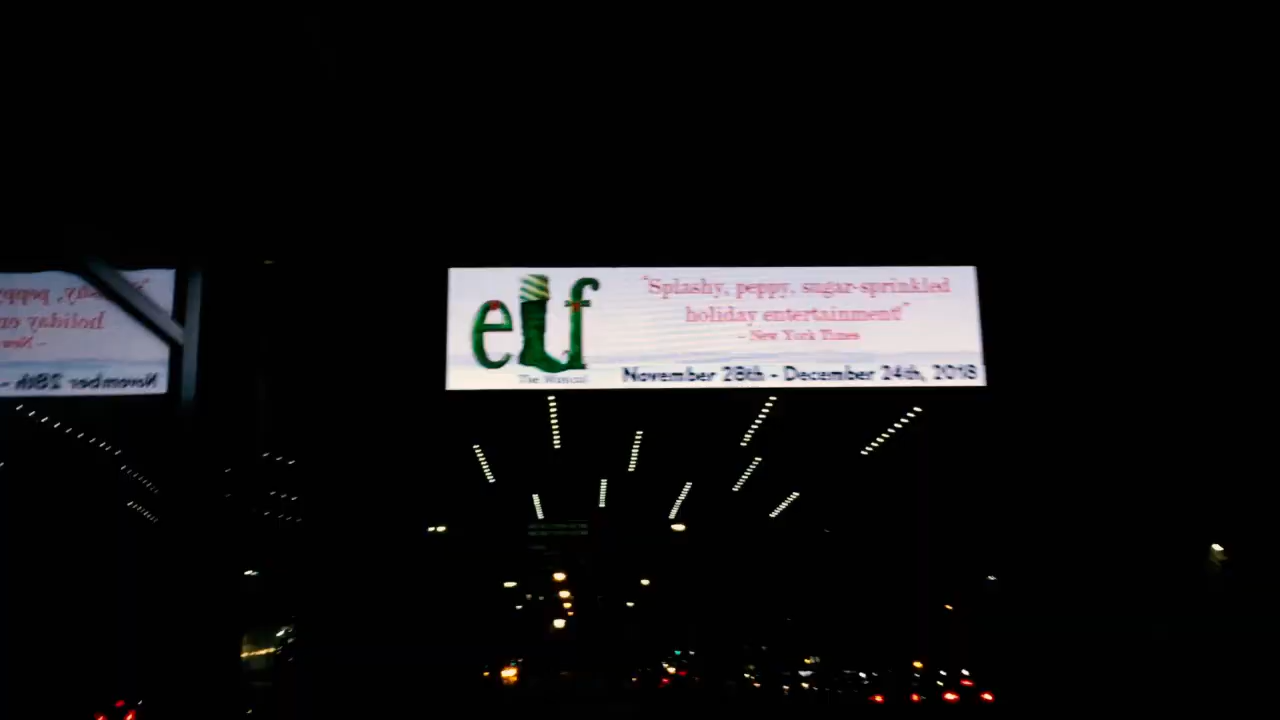 elf
The Musical
"Splashy, peppy, sugar-sprinkled
holiday entertainment!"
- New York Times
November 28th - December 24th, 2018